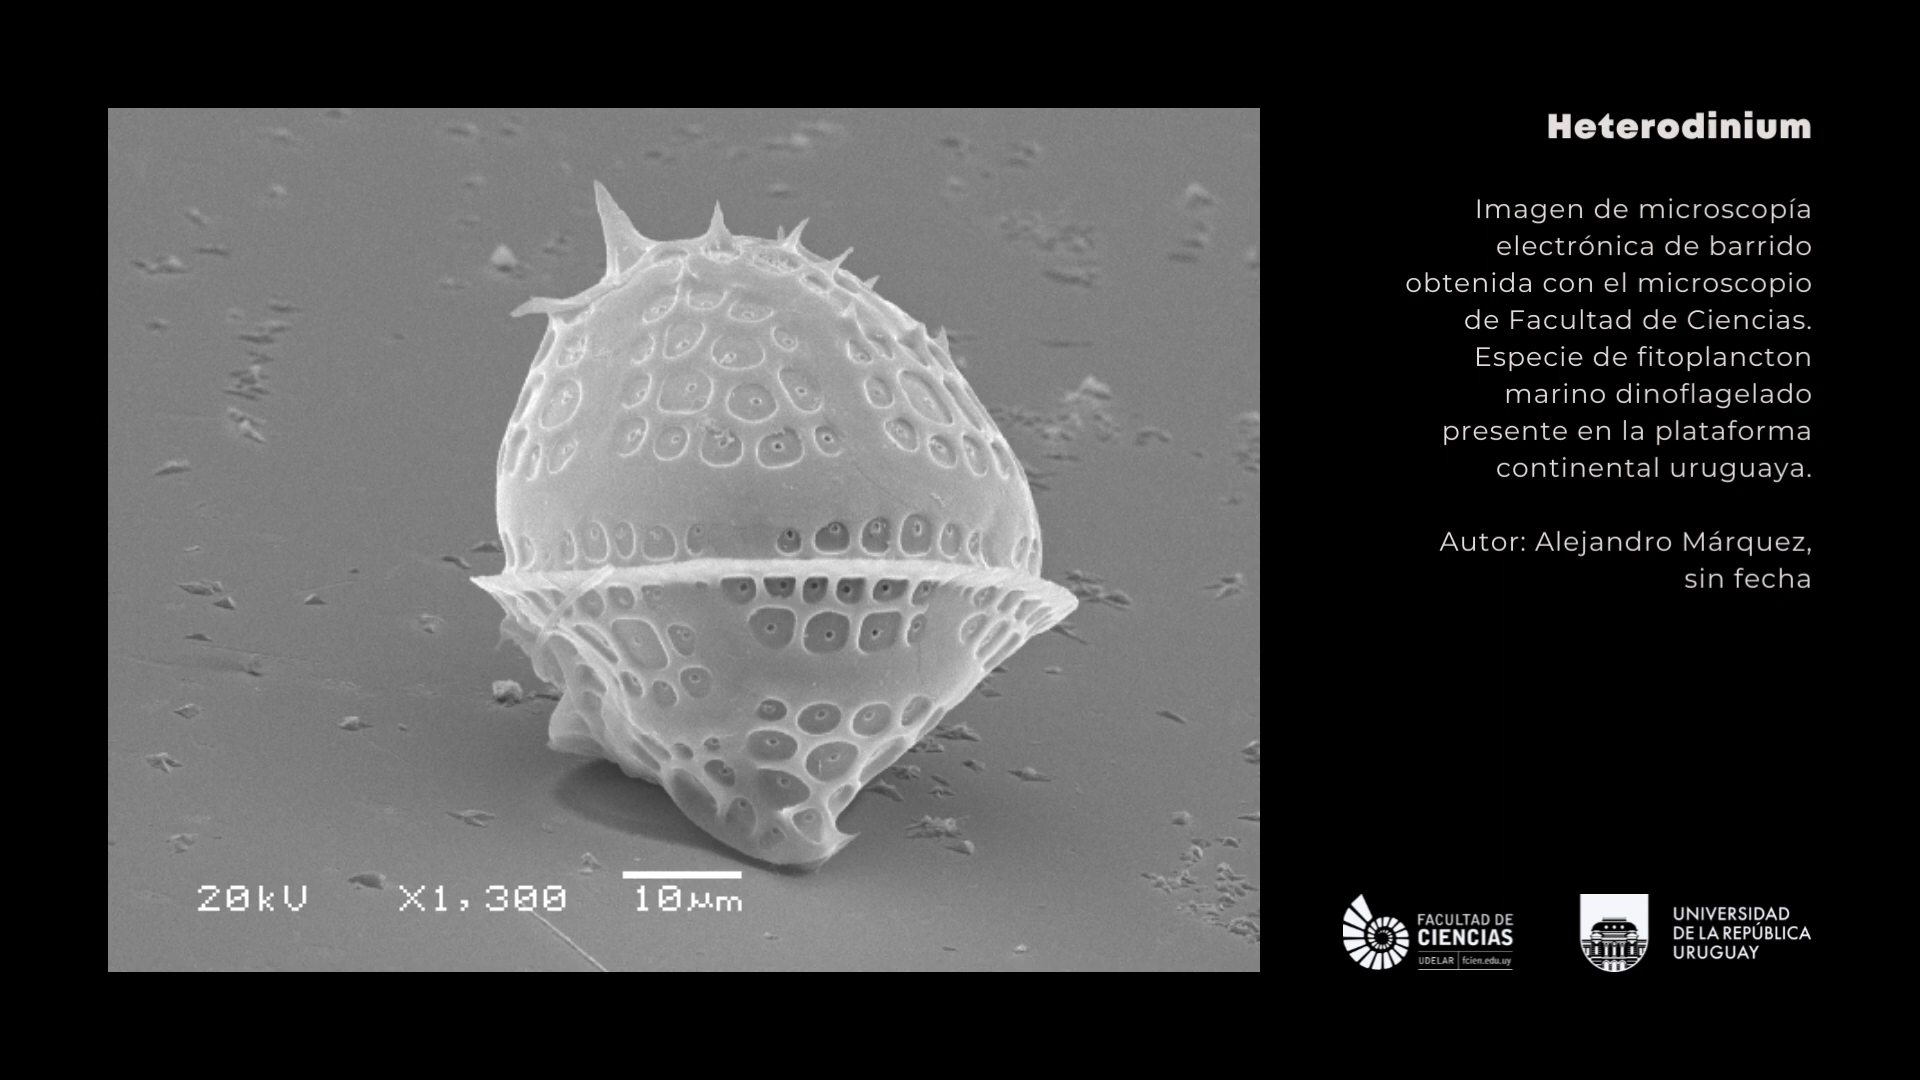 Heterodinium
Imagen de microscopía
electrónica de barrido
obtenida con el microscopio
de Facultad de Ciencias.
Especie de fitoplancton
marino dinoflagelado
presente en la plataforma
continental uruguaya.
Autor: Alejandro Márquez,
sin fecha
20kV X1,300 10µm
FACULTAD DE
CIENCIAS
UDELAR fcien.edu.uy
UNIVERSIDAD
DE LA REPÚBLICA
URUGUAY